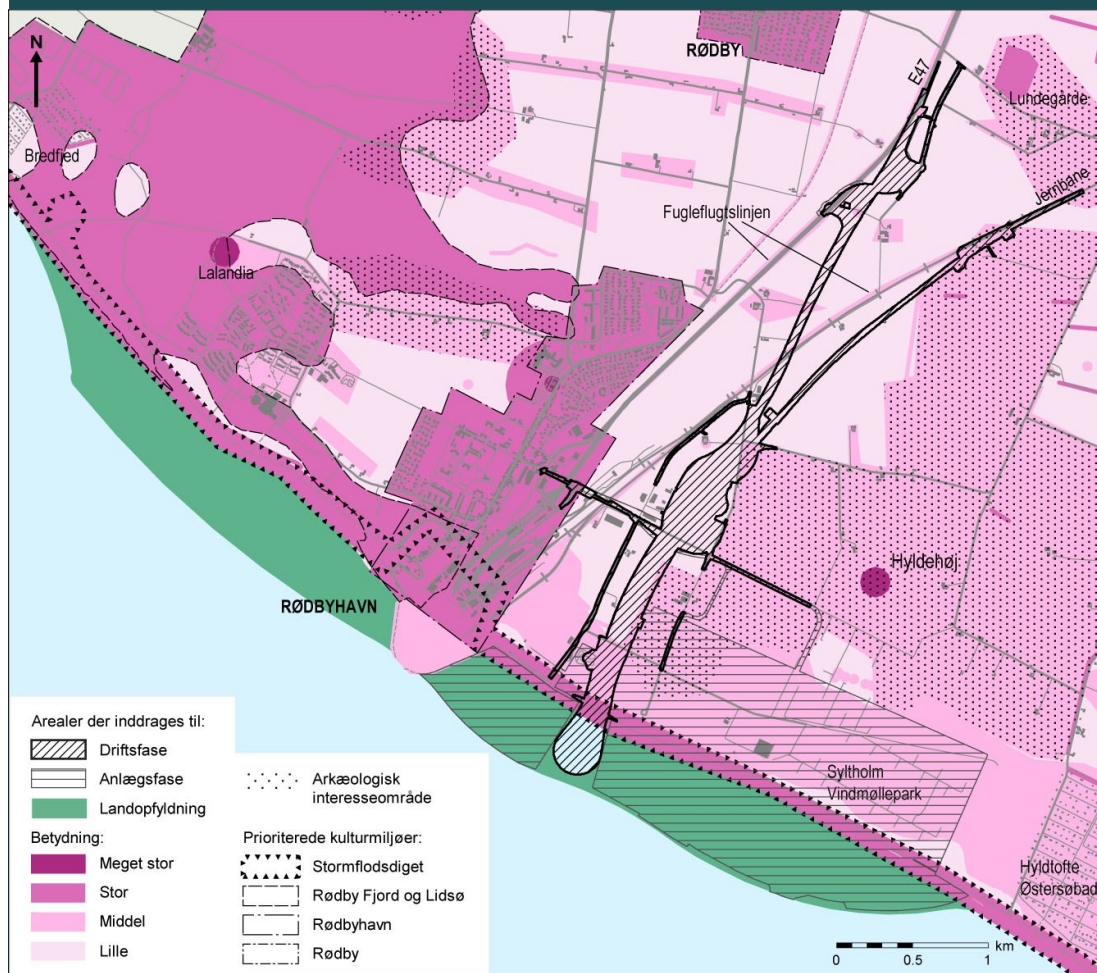 N
RØDBY
E47
Lundegårde
Bredfjed
Jernbane
Fugleflugtslinjen
Lalandia
Hyldehøj
RØDBYHAVN
Syltholm
Vindmøllepark
Hyldtofte
Østersøbad
Arealer der inddrages til:
Driftsfase
Anlægsfase
Landopfyldning
Betydning:
Meget stor
Stor
Middel
Lille
Arkæologisk
interesseområde
Prioriterede kulturmiljøer:
Stormflodsdiget
Rødby Fjord og Lidsø
Rødbyhavn
Rødby
0 0.5 1 km